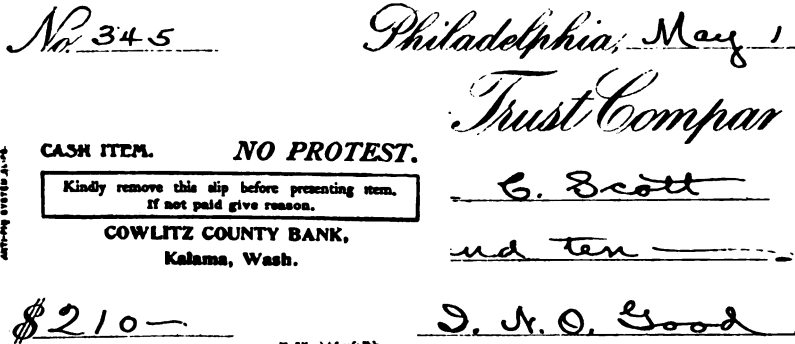 No. 345
Philadelphia, May 1
Trust Compar
CASH ITEM. NO PROTEST.
Kindly remove this slip before presenting item.
If not paid give reason.
C. Scott
COWLITZ COUNTY BANK,
Kalama, Wash.
nd ten
$210—
I. N. O. Good